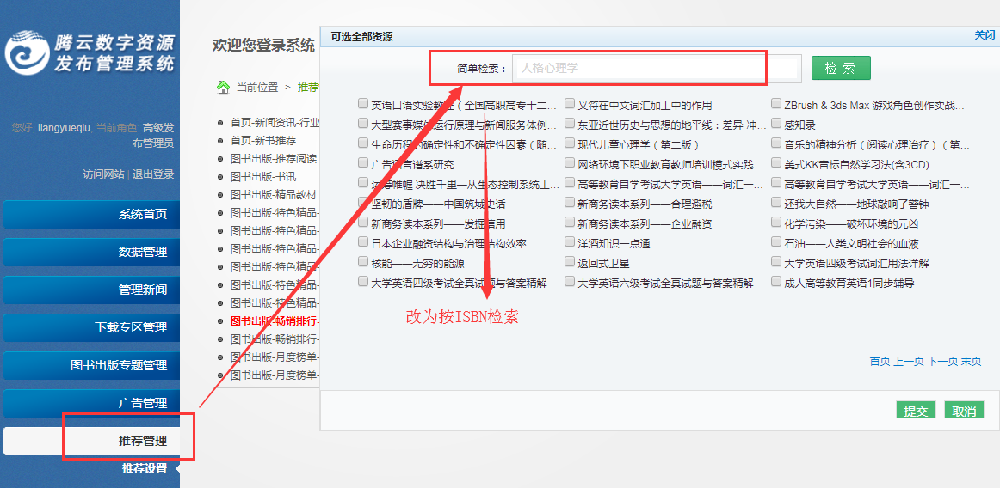 腾云数字资源
发布管理系统
您好, liangyueqiu, 当前角色: 高级发
布管理员
访问网站 | 退出登录
系统首页
数据管理
管理新闻
下载专区管理
图书出版专题管理
广告管理
推荐管理
推荐设置
欢迎您登录系统
当前位置 > 推荐
首页-新闻资讯-行业
首页-新书推荐
图书出版-推荐阅读
图书出版-书讯
图书出版-精品教材
图书出版-特色精品-
图书出版-特色精品-
图书出版-特色精品-
图书出版-特色精品-
图书出版-特色精品-
图书出版-特色精品-
图书出版-畅销排行-
图书出版-畅销排行-
图书出版-月度榜单-
图书出版-月度榜单-
可选全部资源 关闭
简单检索： 人格心理学 检 索
英语口语实验教程（全国高职高专十二... 义符在中文词汇加工中的作用 ZBrush & 3ds Max 游戏角色创作实战...
大型赛事媒体运行原理与新闻服务体例... 东亚近世历史与思想的地平线：差异·冲... 感知录
生命历程的确定性和不确定性因素（随... 现代儿童心理学（第二版） 音乐的精神分析（阅读心理治疗）（第...
广告语言谱系研究 网络环境下职业教育教师培训模式实践... 美式KK音标自然学习法(含3CD)
运筹帷幄 决胜千里—从生态控制系统工... 高等教育自学考试大学英语——词汇一... 高等教育自学考试大学英语——词汇一...
坚韧的盾牌——中国筑城史话 新商务读本系列——合理避税 还我大自然——地球敲响了警钟
新商务读本系列——发掘信用 新商务读本系列——企业融资 化学污染——破坏环境的元凶
日本企业融资结构与治理结构效率 洋酒知识一点通 石油——人类文明社会的血液
核能——无穷的能源 返回式卫星 大学英语四级考试词汇用法详解
大学英语四级考试全真试题与答案精解 大学英语六级考试全真试题与答案精解 成人高等教育英语1同步辅导
改为按ISBN检索
首页 上一页 下一页 末页
提交 取消